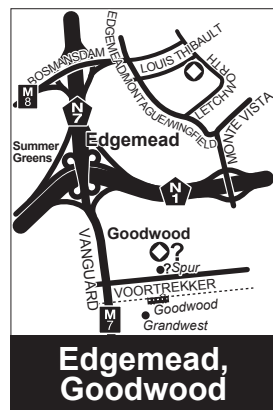 BOSMANSDAM
EDGEMEAD/MONTAGUE/WINGFIELD
LOUIS THIBAULT
LETCHWORTH
MONTE VISTA
M
8
N
7
Edgemead
Summer
Greens
N
1
VANGUARD
Goodwood
?
? Spur
VOORTREKKER
Goodwood
M
7
Grandwest
Edgemead,
Goodwood